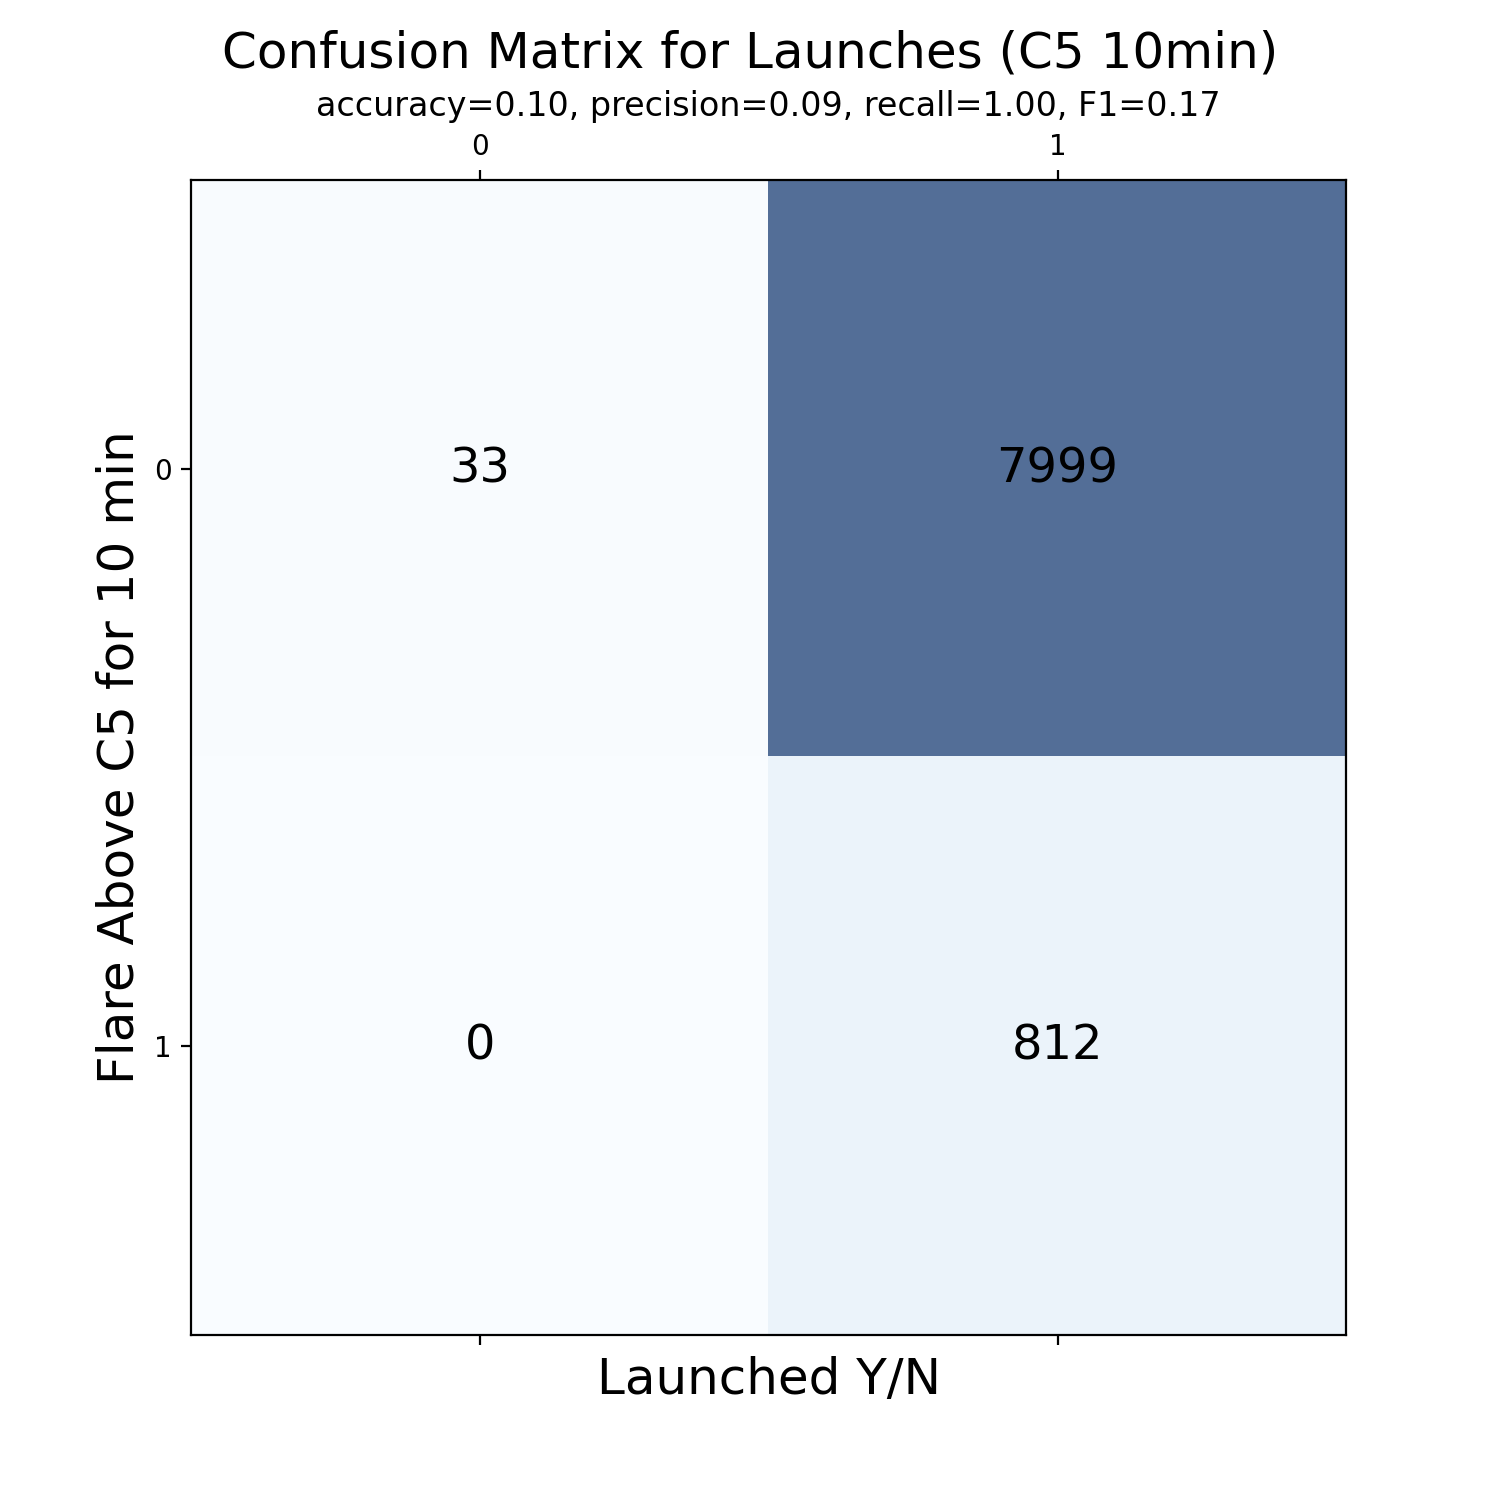 Confusion Matrix for Launches (C5 10min)
accuracy=0.10, precision=0.09, recall=1.00, F1=0.17
0 1
Flare Above C5 for 10 min
0 33 7999
1 0 812
Launched Y/N